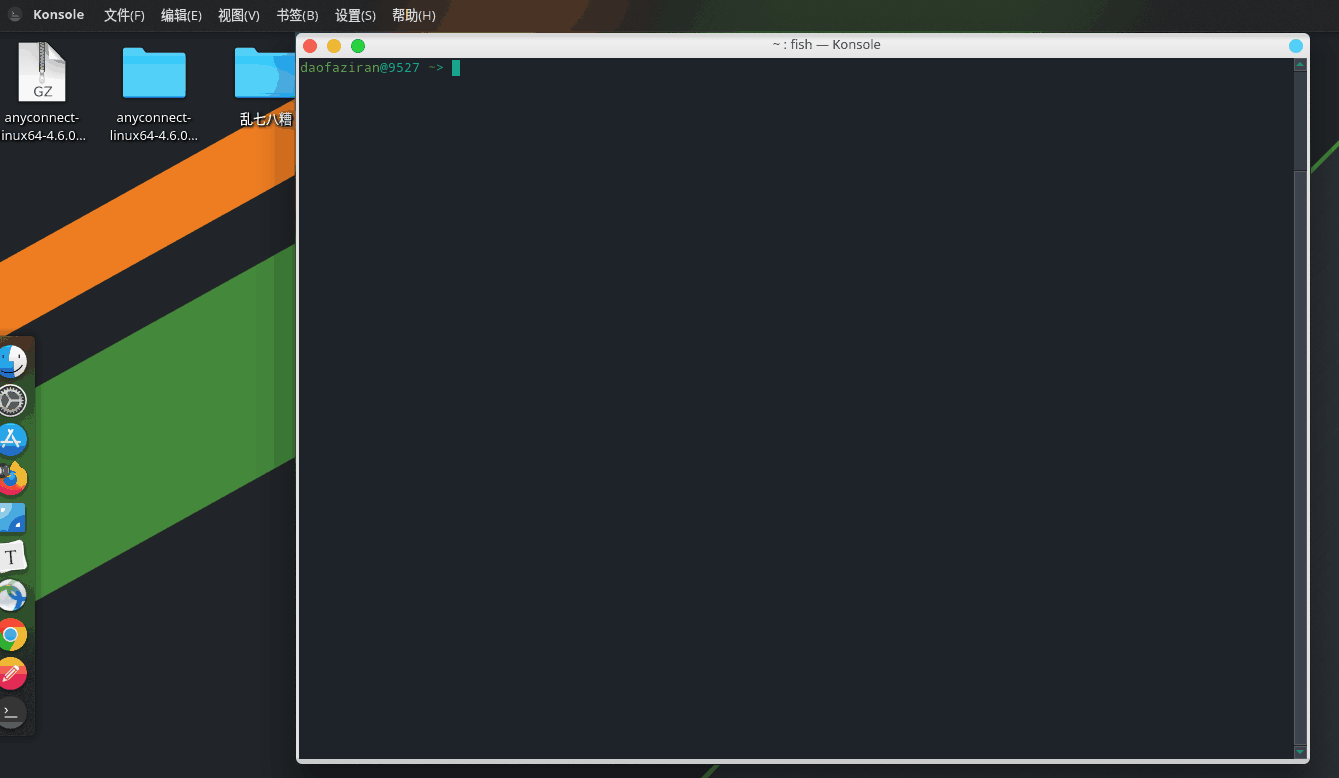 Konsole 文件(F) 编辑(E) 视图(V) 书签(B) 设置(S) 帮助(H)
~ : fish — Konsole
daofaziran@9527 ~>
GZ
anyconnect-
inux64-4.6.0...
anyconnect-
linux64-4.6.0...
乱七八糟
T